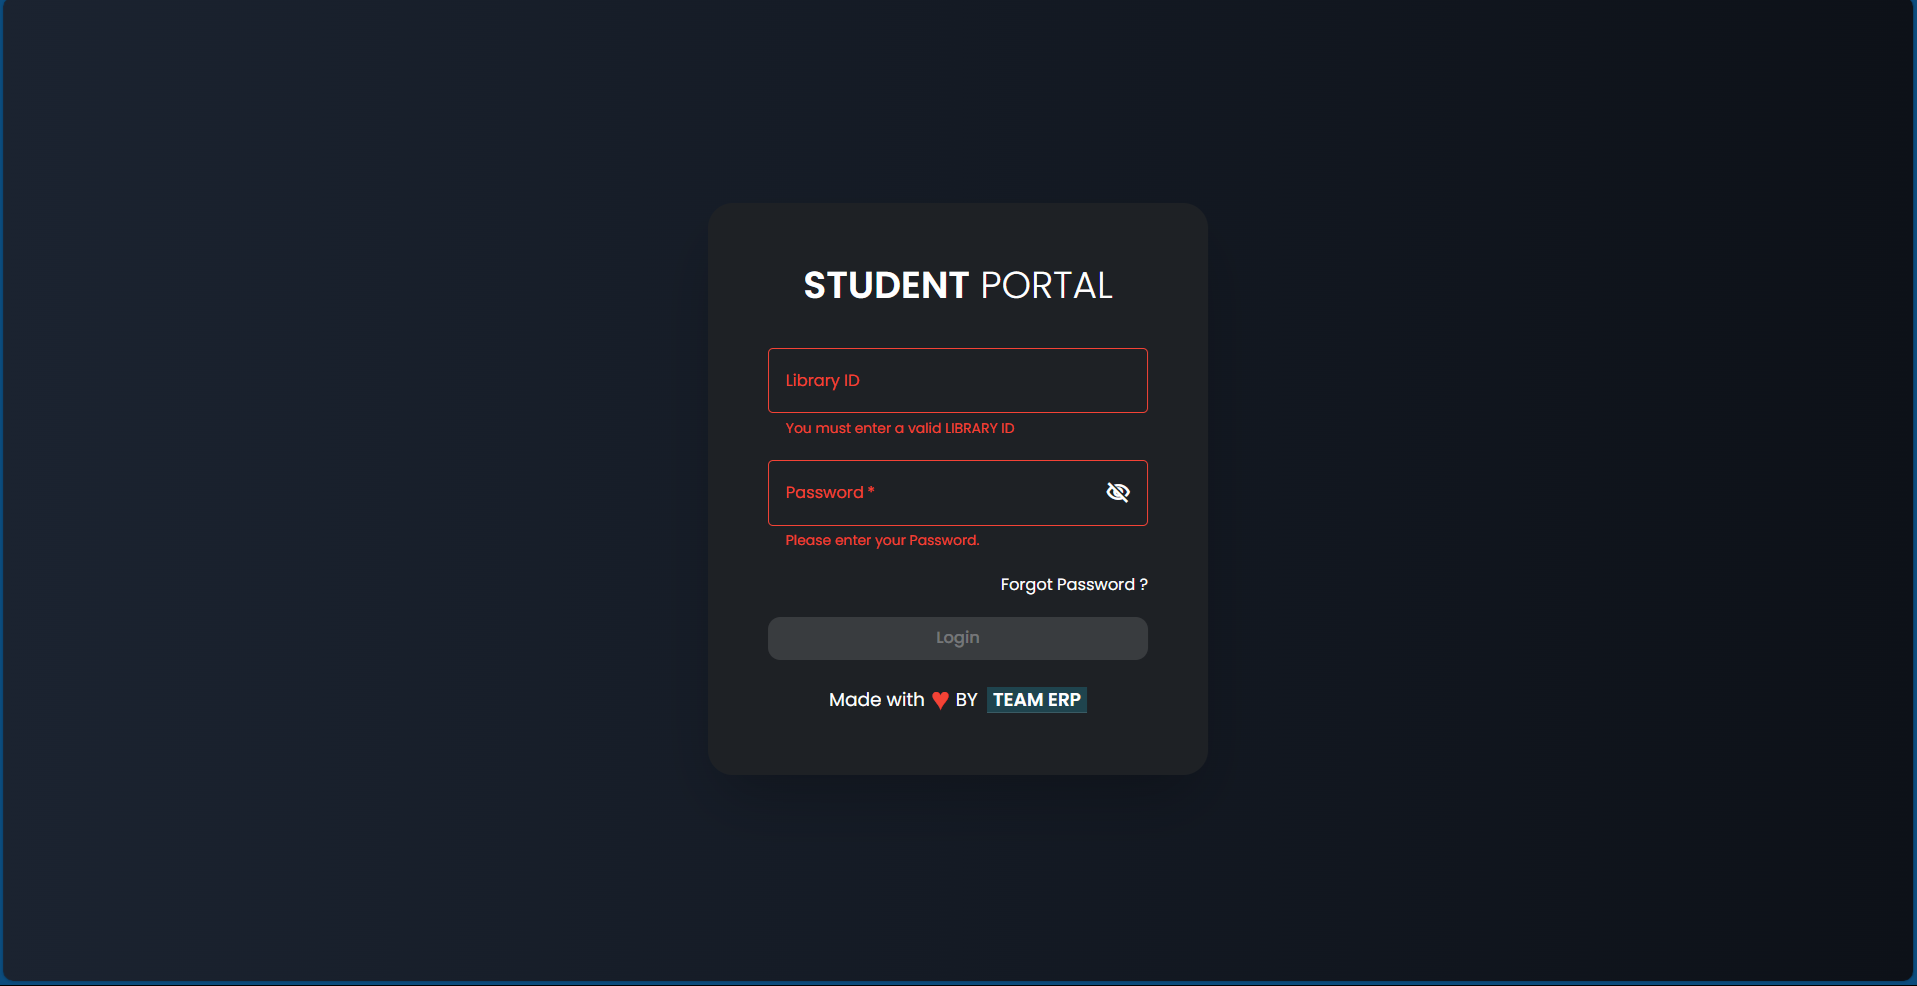 STUDENT PORTAL
Library ID
You must enter a valid LIBRARY ID
Password *
Please enter your Password.
Forgot Password ?
Login
Made with ♥ BY TEAM ERP